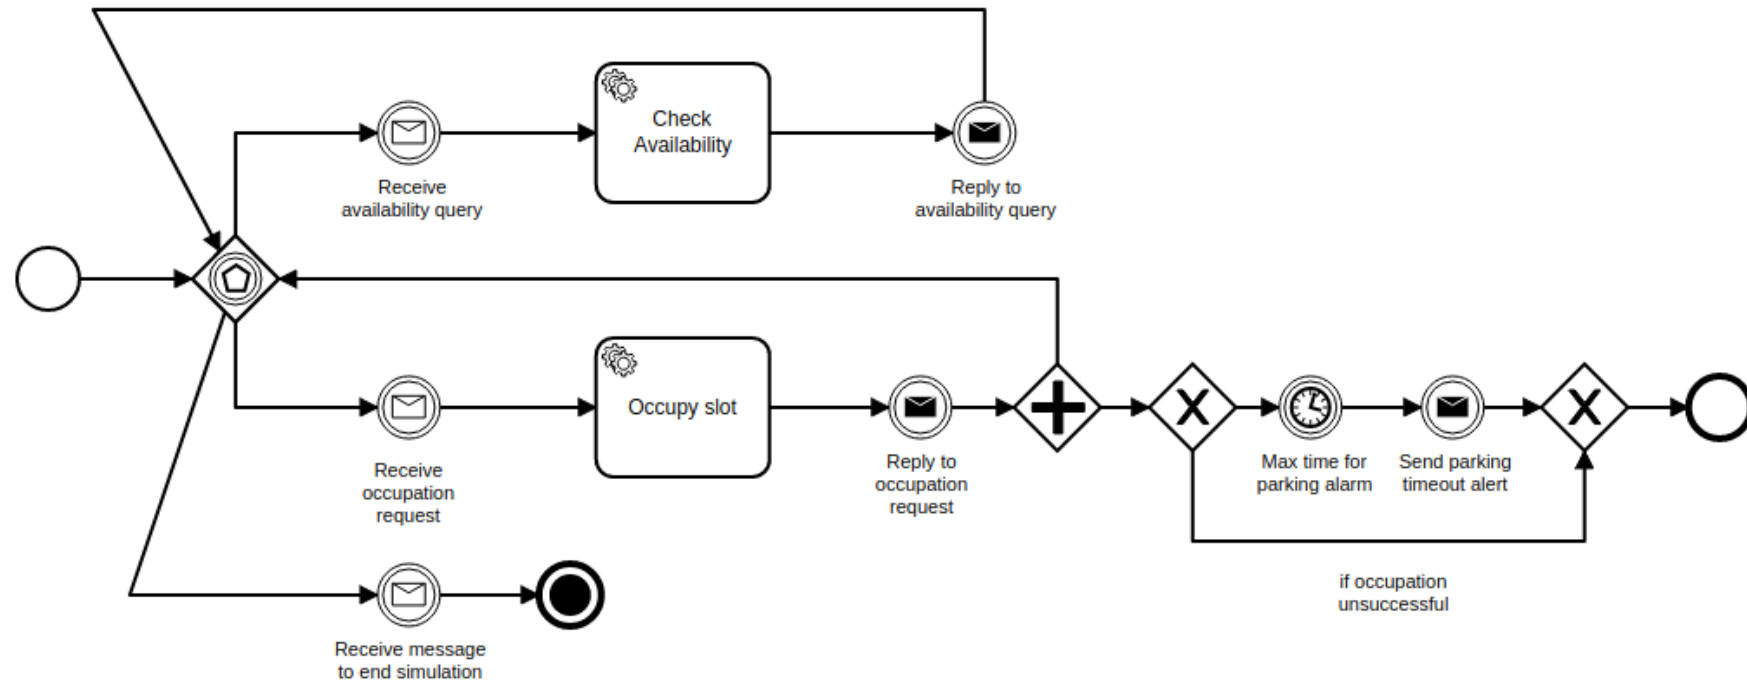 Check
Availability
Receive
availability query
Reply to
availability query
Occupy slot
Receive
occupation
request
Reply to
occupation
request
Max time for
parking alarm
Send parking
timeout alert
if occupation
unsuccessful
Receive message
to end simulation